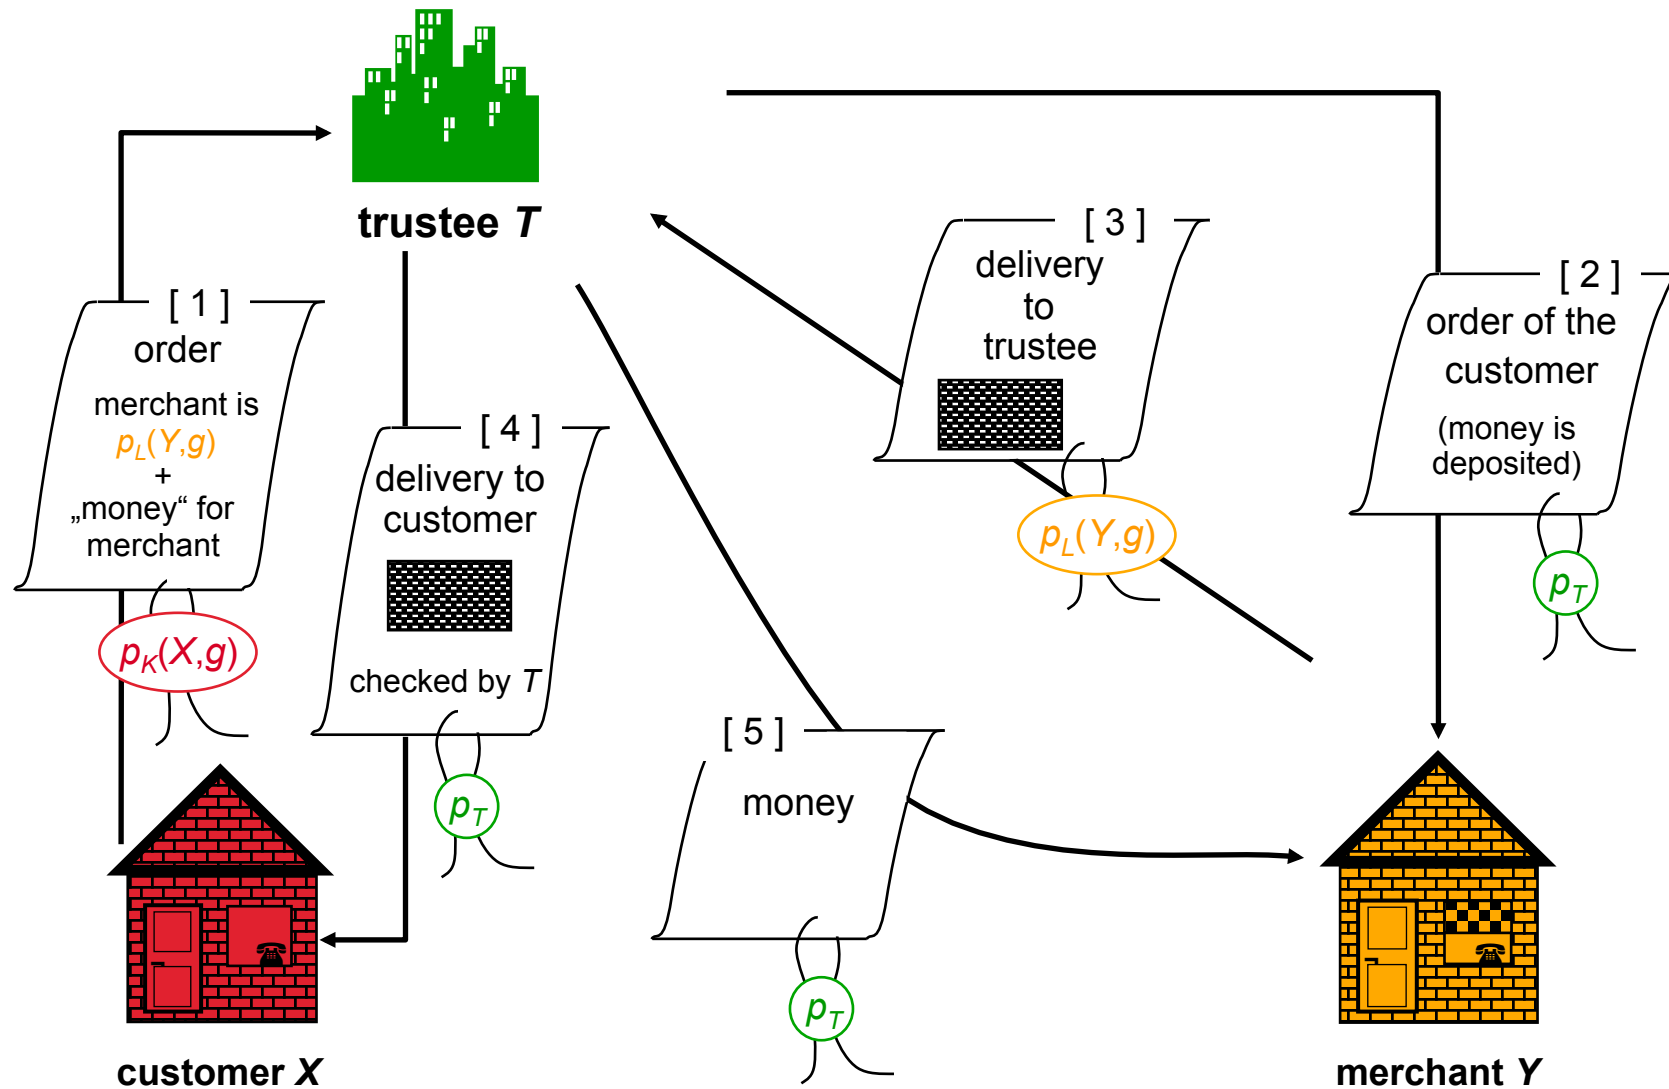 trustee T
[ 1 ]
order
merchant is
pL(Y,g)
+
„money“ for
merchant
pK(X,g)
[ 4 ]
delivery to
customer
checked by T
pT
[ 3 ]
delivery
to
trustee
pL(Y,g)
[ 2 ]
order of the
customer
(money is
deposited)
pT
[ 5 ]
money
pT
customer X
merchant Y